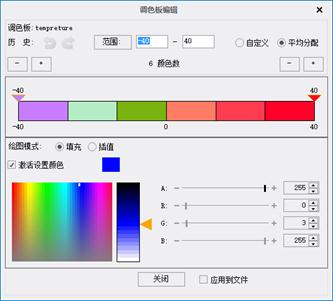 调色板编辑
调色板: tempreture
历 史: 范围: -40 - 40 自定义 平均分配
- + 6 颜色数 - +
-40 40
-40 0 40
绘图模式: 填充 插值
激活设置颜色
A: - + 255
R: - + 0
G: - + 3
B: - + 255
关闭 应用到文件